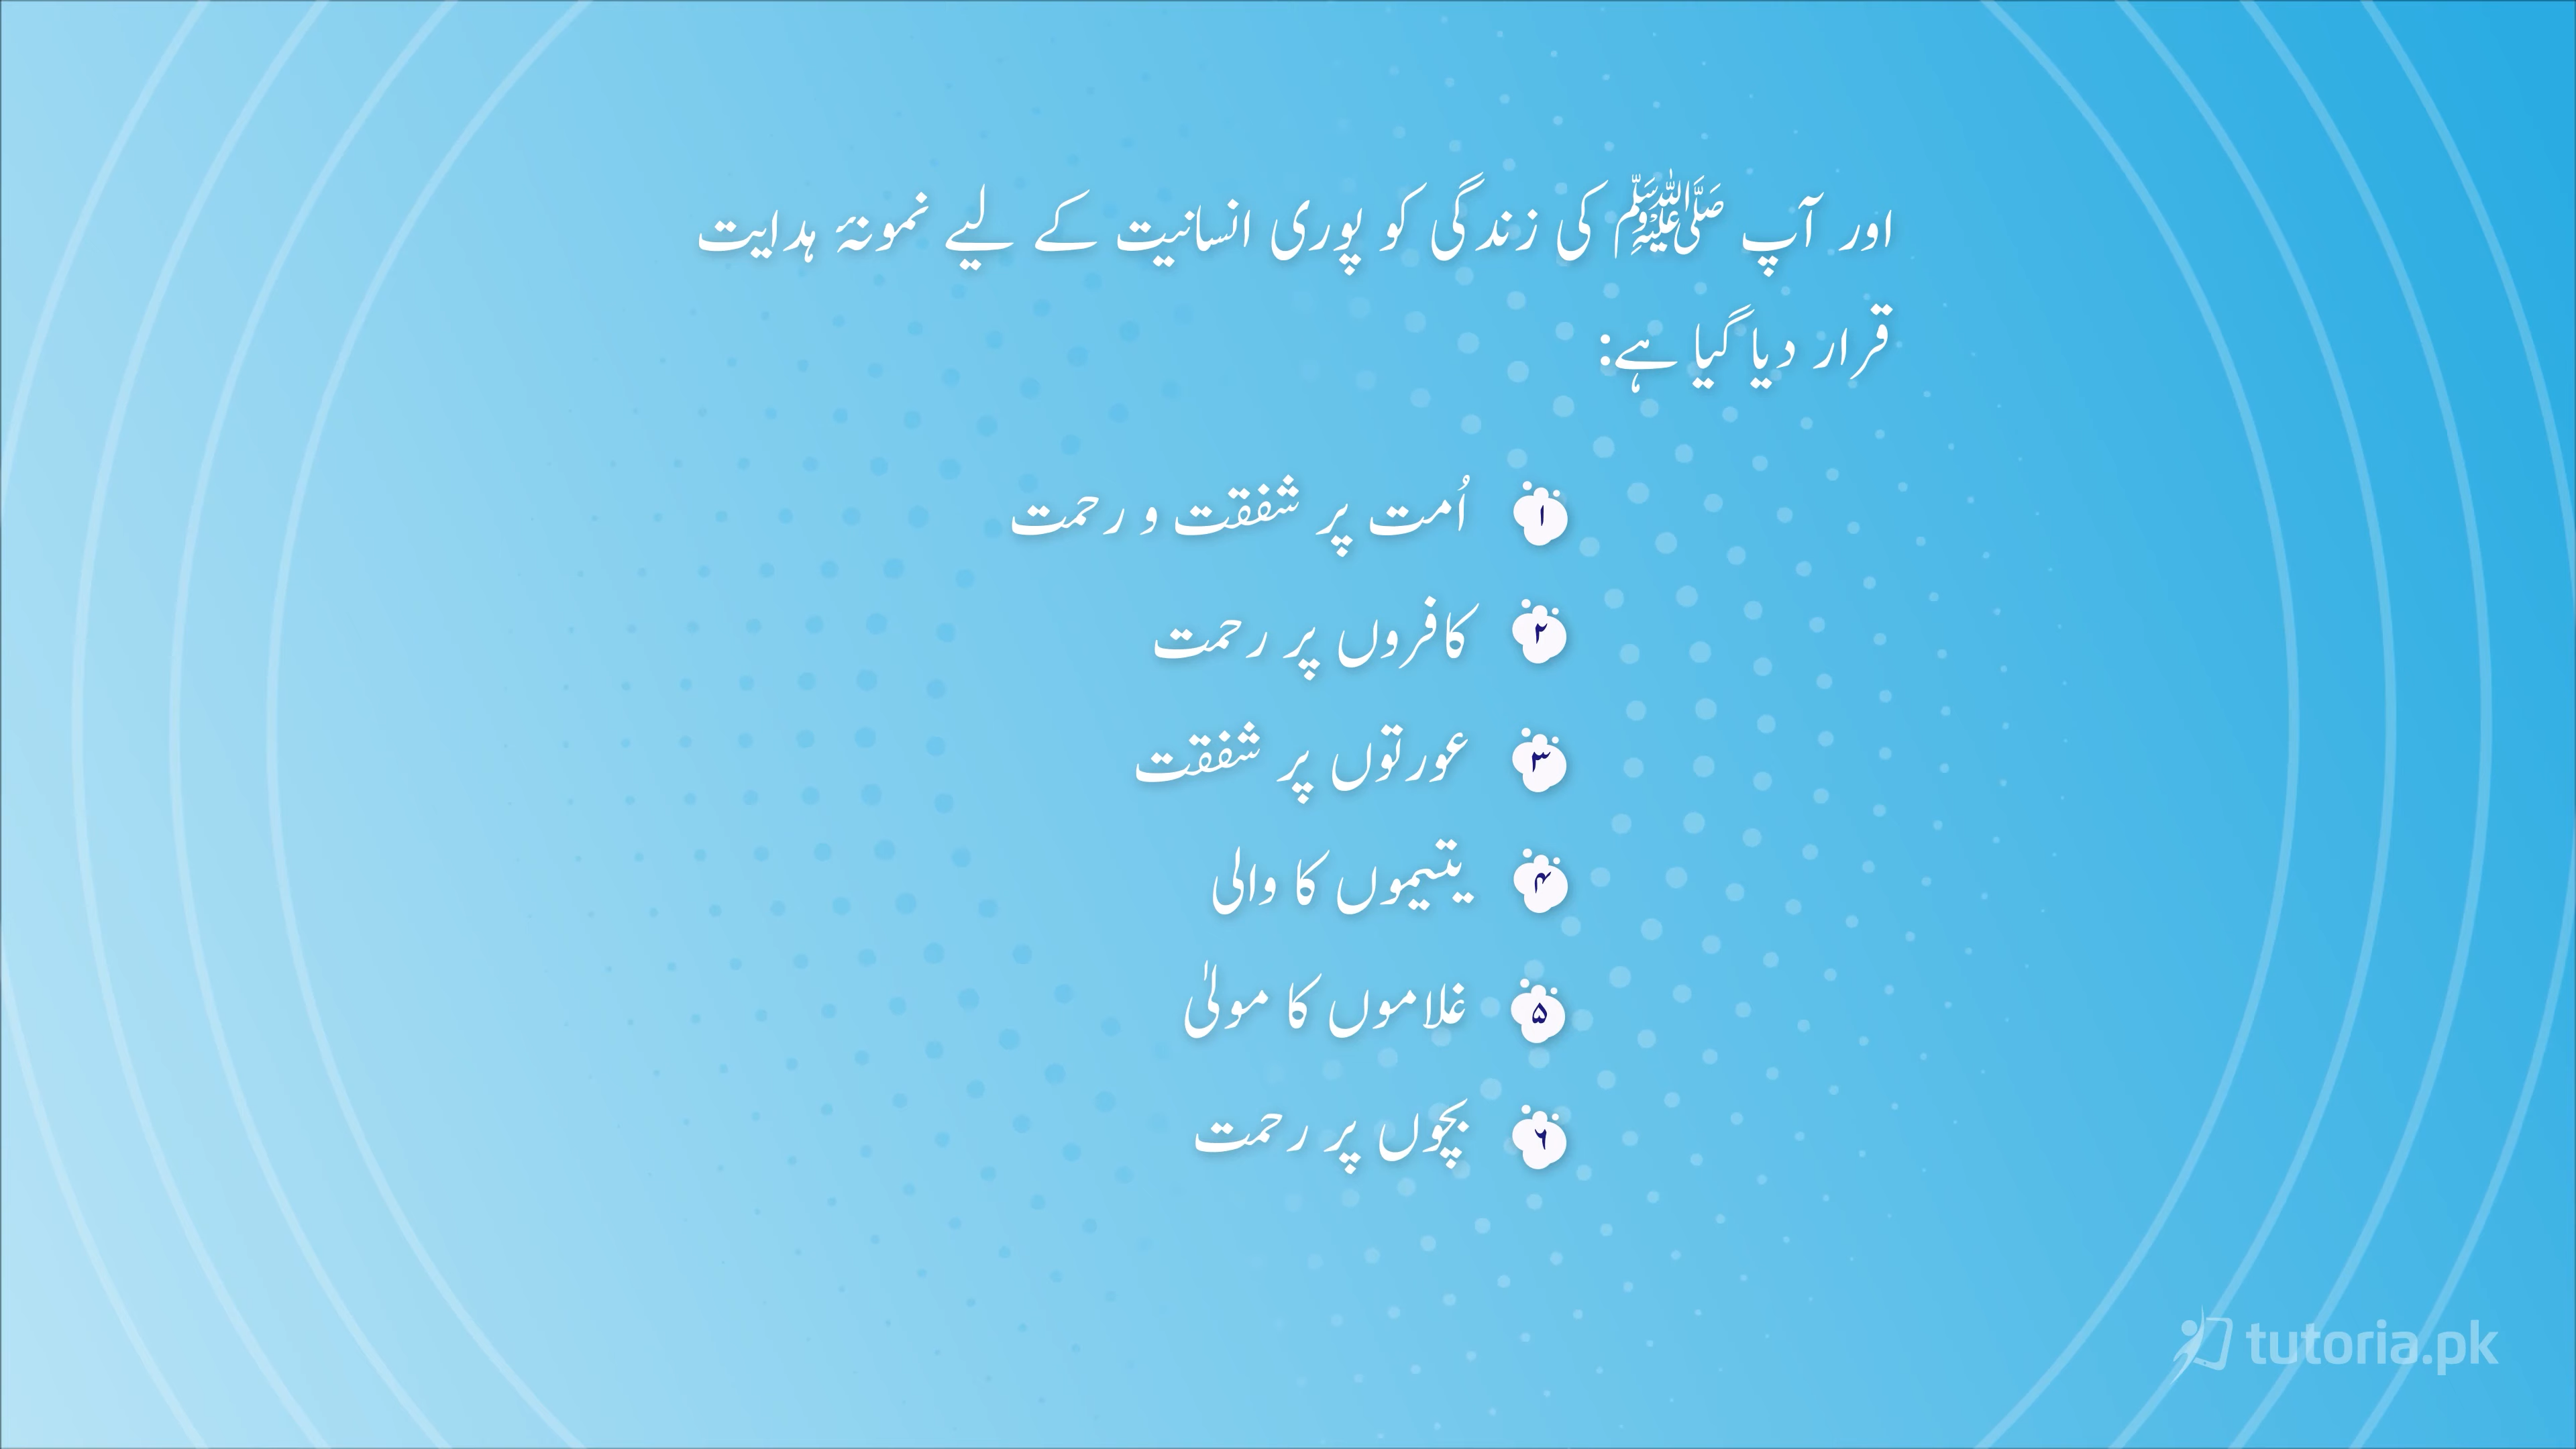 اور آپ ﷺ کی زندگی کو پوری انسانیت کے لیے نمونۂ ہدایت
قرار دیا گیا ہے:
۱ اُمت پر شفقت و رحمت
۲ کافروں پر رحمت
۳ عورتوں پر شفقت
۴ یتیموں کا والی
۵ غلاموں کا مولیٰ
۶ بچوں پر رحمت
tutoria.pk